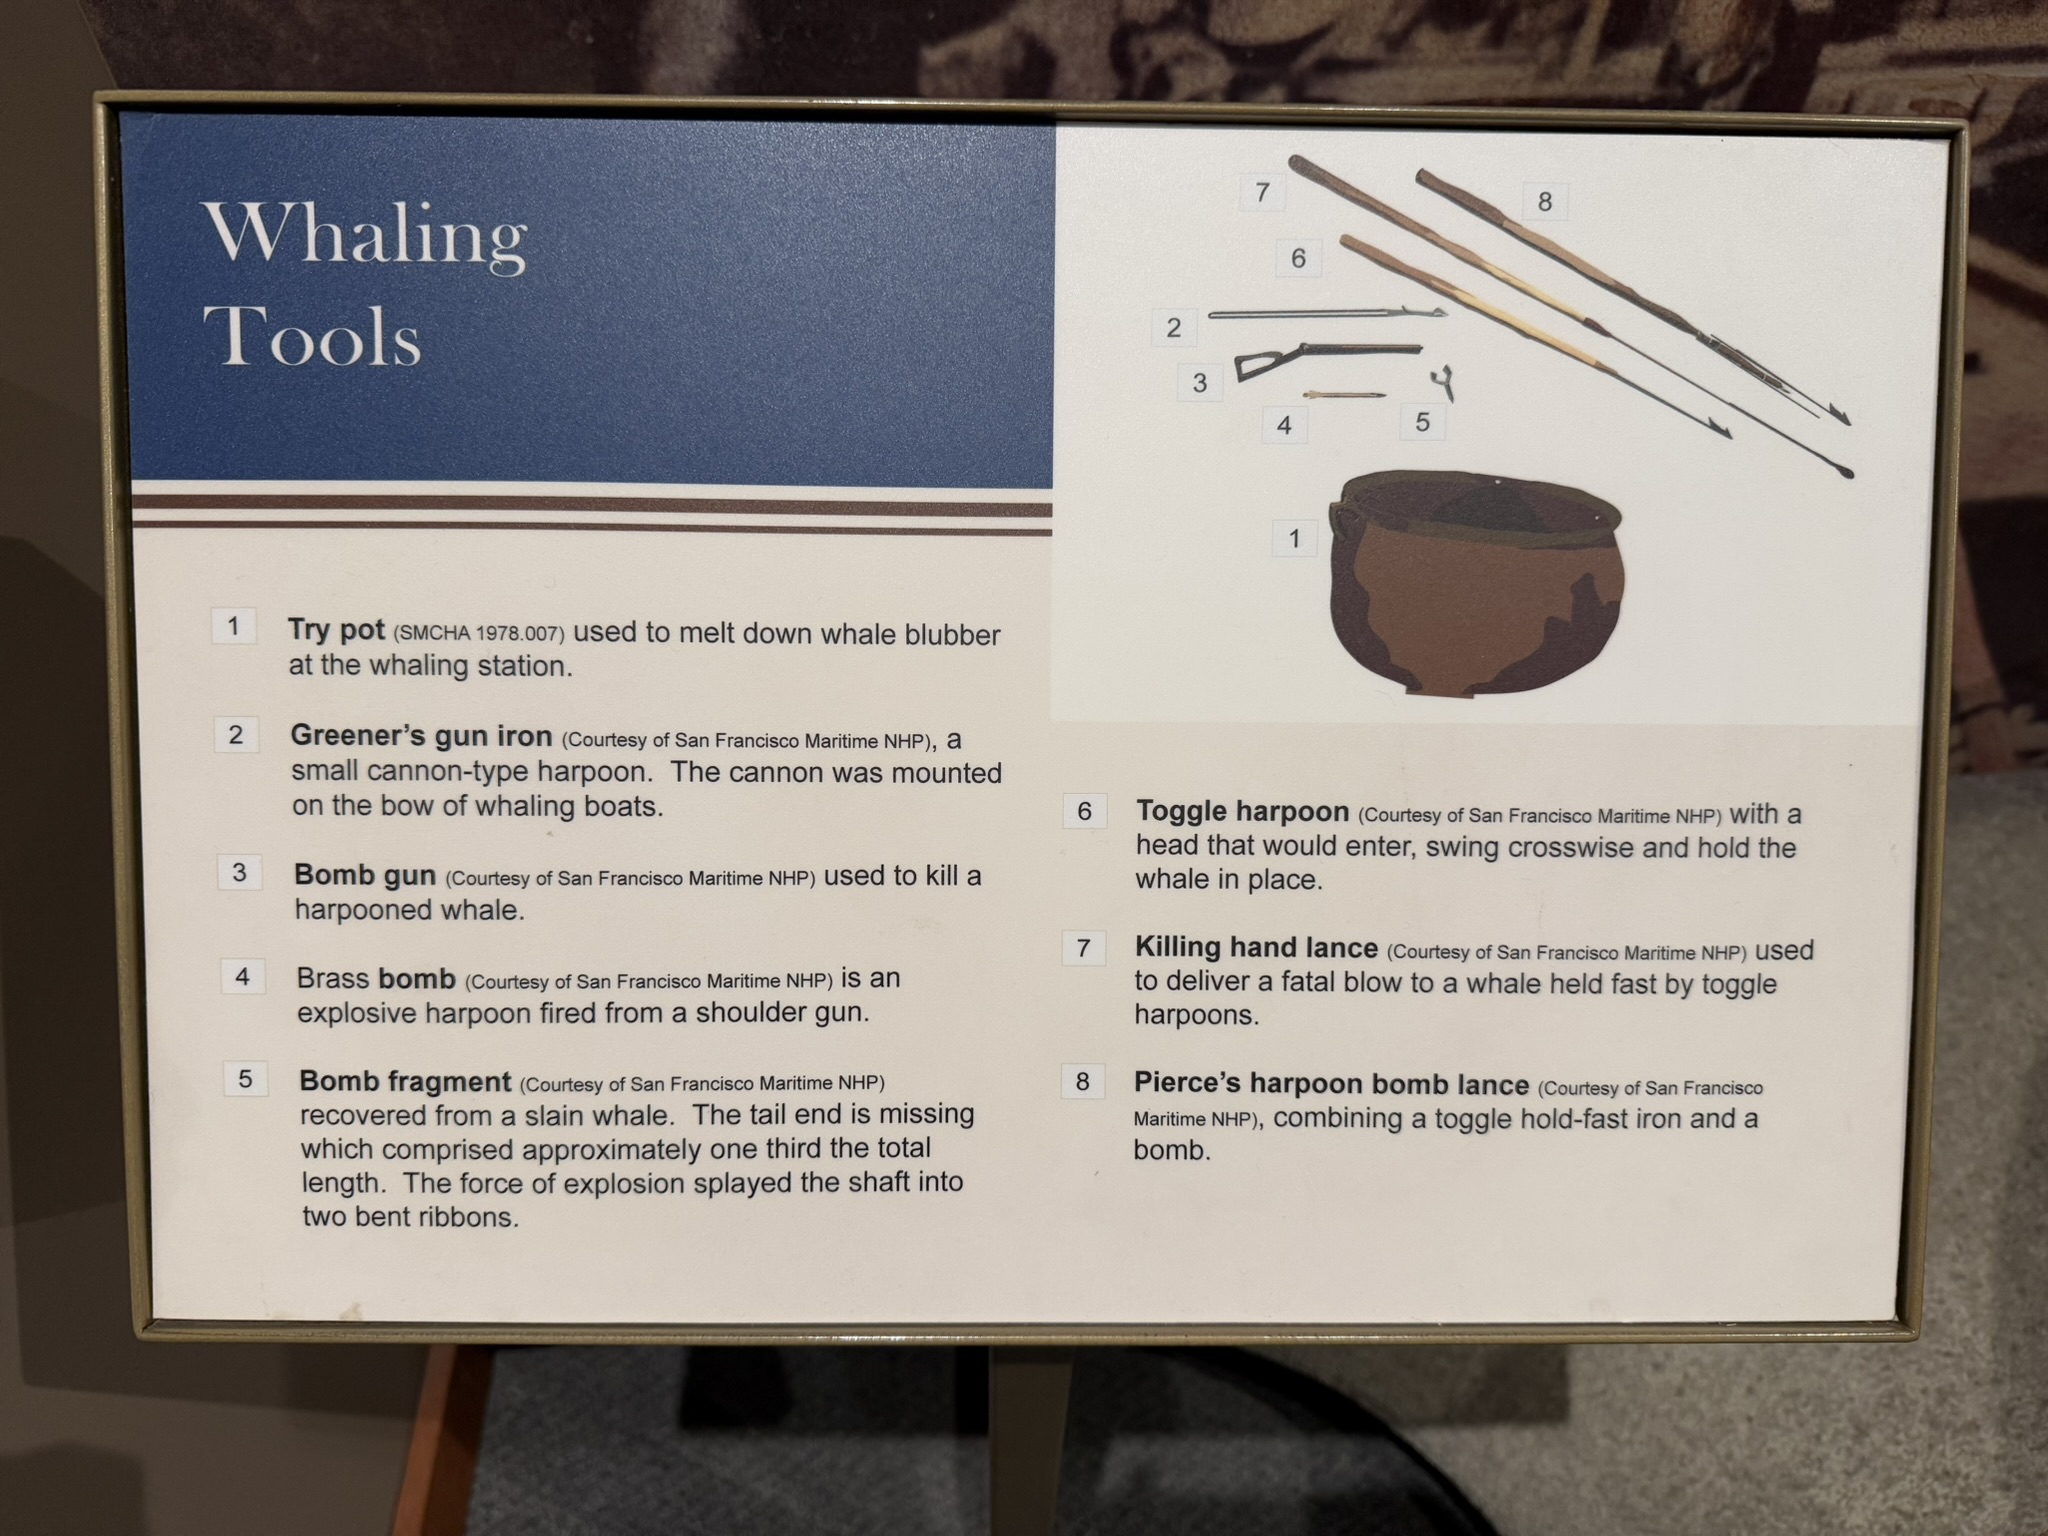 Whaling
Tools
7
8
6
2
3
4
5
1
1 Try pot (SMCHA 1978.007) used to melt down whale blubber
at the whaling station.
2 Greener's gun iron (Courtesy of San Francisco Maritime NHP), a
small cannon-type harpoon. The cannon was mounted
on the bow of whaling boats.
3 Bomb gun (Courtesy of San Francisco Maritime NHP) used to kill a
harpooned whale.
4 Brass bomb (Courtesy of San Francisco Maritime NHP) is an
explosive harpoon fired from a shoulder gun.
5 Bomb fragment (Courtesy of San Francisco Maritime NHP)
recovered from a slain whale. The tail end is missing
which comprised approximately one third the total
length. The force of explosion splayed the shaft into
two bent ribbons.
6 Toggle harpoon (Courtesy of San Francisco Maritime NHP) with a
head that would enter, swing crosswise and hold the
whale in place.
7 Killing hand lance (Courtesy of San Francisco Maritime NHP) used
to deliver a fatal blow to a whale held fast by toggle
harpoons.
8 Pierce's harpoon bomb lance (Courtesy of San Francisco
Maritime NHP), combining a toggle hold-fast iron and a
bomb.